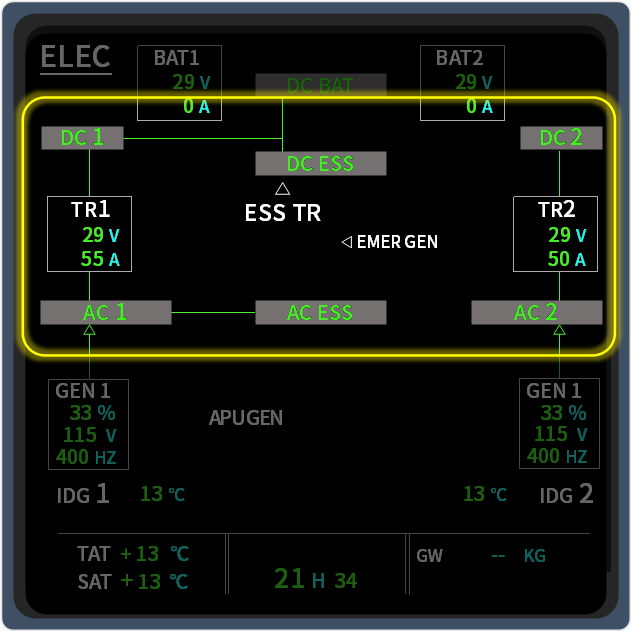 ELEC
BAT1
29 V
0 A
DC BAT
BAT2
29 V
0 A
DC 1
DC ESS
DC 2
TR1
29 V
55 A
ESS TR
EMER GEN
TR2
29 V
50 A
AC 1
AC ESS
AC 2
GEN 1
33 %
115 V
400 HZ
APUGEN
GEN 1
33 %
115 V
400 HZ
IDG 1
13 °C
13 °C
IDG 2
TAT +13 °C
SAT +13 °C
21 H 34
GW -- KG